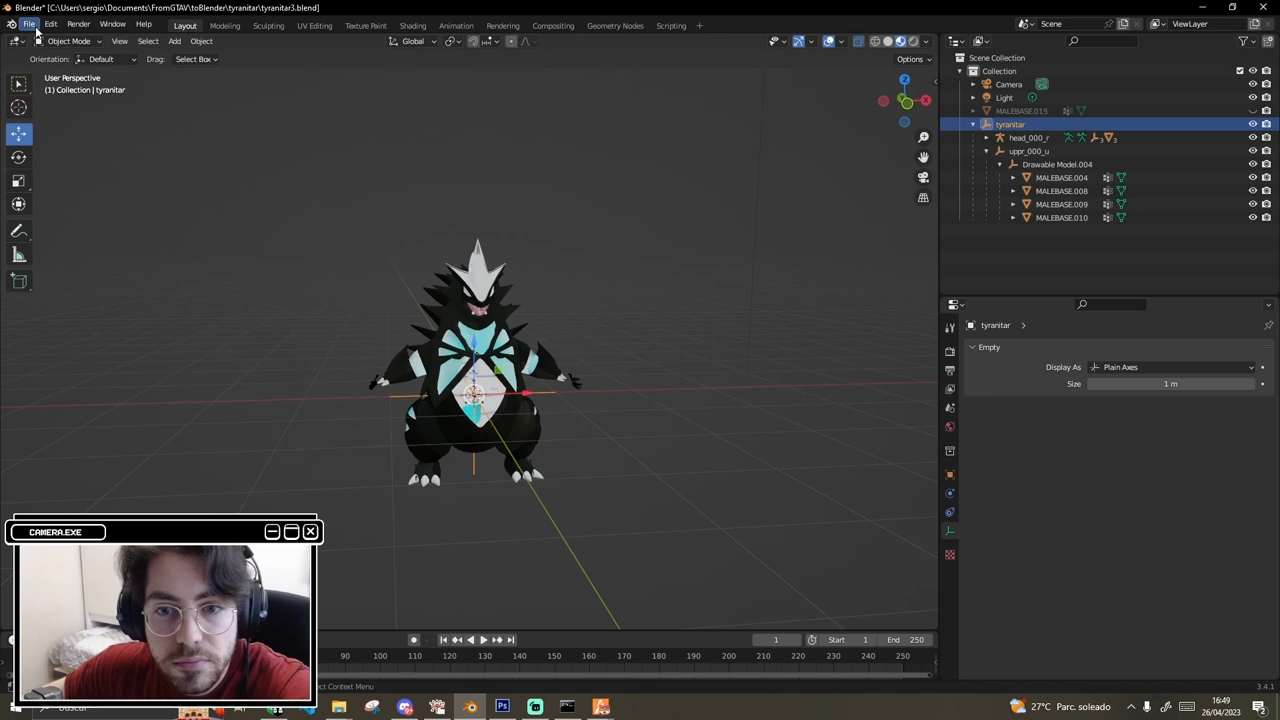 Blender* [C:\Users\sergio\Documents\FromGTAV\toBlender\tyranitar\tyranitar3.blend]
File Edit Render Window Help Layout Modeling Sculpting UV Editing Texture Paint Shading Animation Rendering Compositing Geometry Nodes Scripting + Scene ViewLayer
Object Mode View Select Add Object Global
Orientation: Default Drag: Select Box Options
User Perspective
(1) Collection | tyranitar
Z
X
Scene Collection
Collection
Camera
Light
MALEBASE.015
tyranitar
head_000_r 3 3
uppr_000_u
Drawable Model.004
MALEBASE.004
MALEBASE.008
MALEBASE.009
MALEBASE.010
tyranitar
Empty
Display As Plain Axes
Size 1 m
CAMERA.EXE
1 Start 1 End 250
90 100 110 120 130 140 150 160 170 180 190 200 210 220 230 240 250
Context Menu 3.4.1
Buscar
27°C Parc. soleado
16:49
16/04/2023